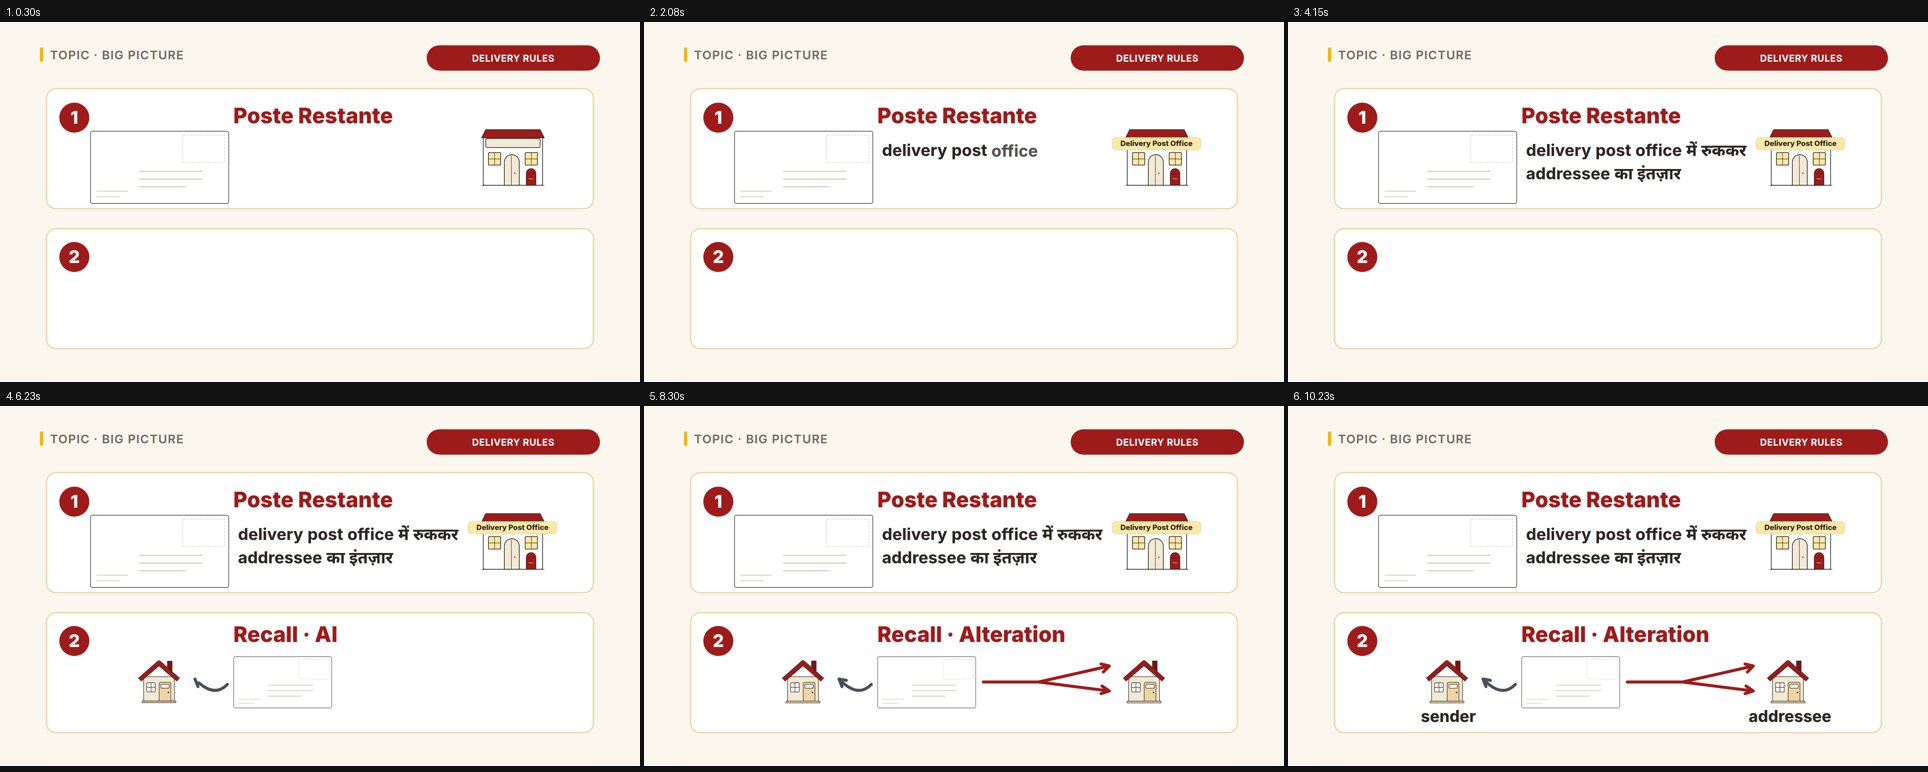 1. 0.30s
TOPIC · BIG PICTURE
DELIVERY RULES
1
Poste Restante
2
2. 2.08s
TOPIC · BIG PICTURE
DELIVERY RULES
1
Poste Restante
delivery post office
Delivery Post Office
2
3. 4.15s
TOPIC · BIG PICTURE
DELIVERY RULES
1
Poste Restante
delivery post office में रुककर
addressee का इंतज़ार
Delivery Post Office
2
4. 6.23s
TOPIC · BIG PICTURE
DELIVERY RULES
1
Poste Restante
delivery post office में रुककर
addressee का इंतज़ार
Delivery Post Office
2
Recall · Al
5. 8.30s
TOPIC · BIG PICTURE
DELIVERY RULES
1
Poste Restante
delivery post office में रुककर
addressee का इंतज़ार
Delivery Post Office
2
Recall · Alteration
6. 10.23s
TOPIC · BIG PICTURE
DELIVERY RULES
1
Poste Restante
delivery post office में रुककर
addressee का इंतज़ार
Delivery Post Office
2
Recall · Alteration
sender
addressee